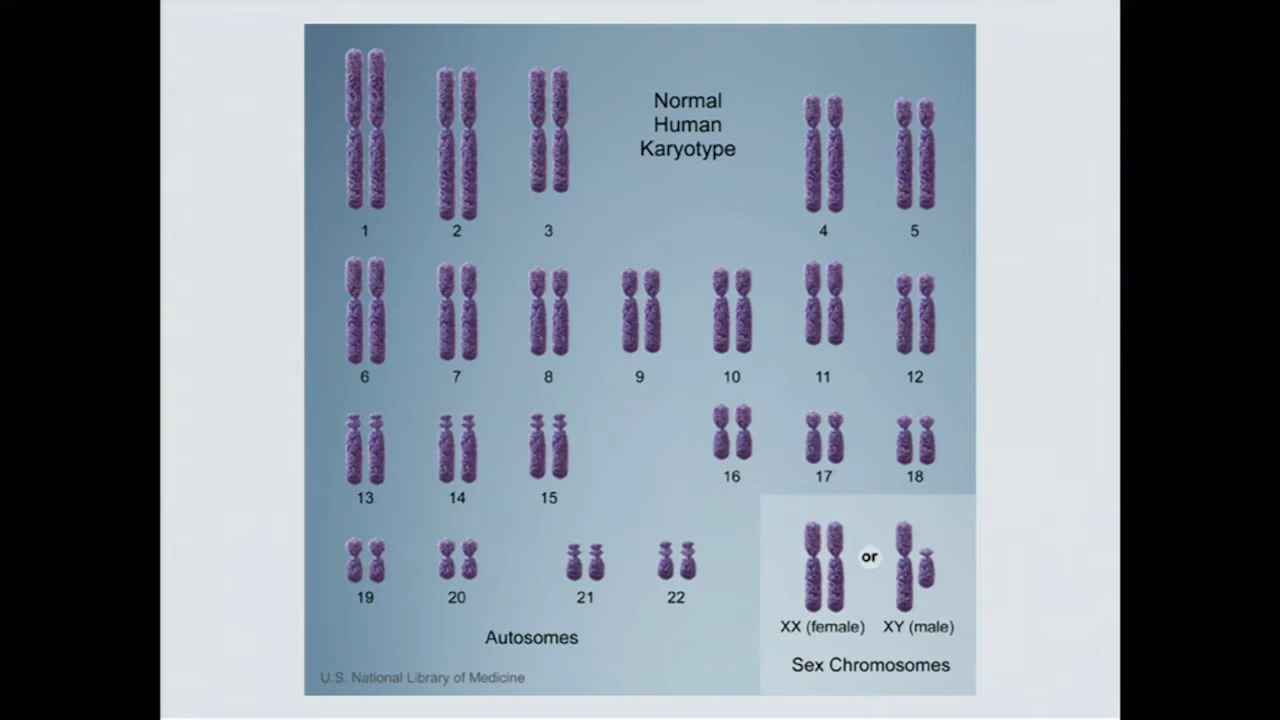 Normal
Human
Karyotype
1 2 3 4 5
6 7 8 9 10 11 12
13 14 15 16 17 18
or
19 20 21 22
XX (female) XY (male)
Autosomes
Sex Chromosomes
U.S. National Library of Medicine